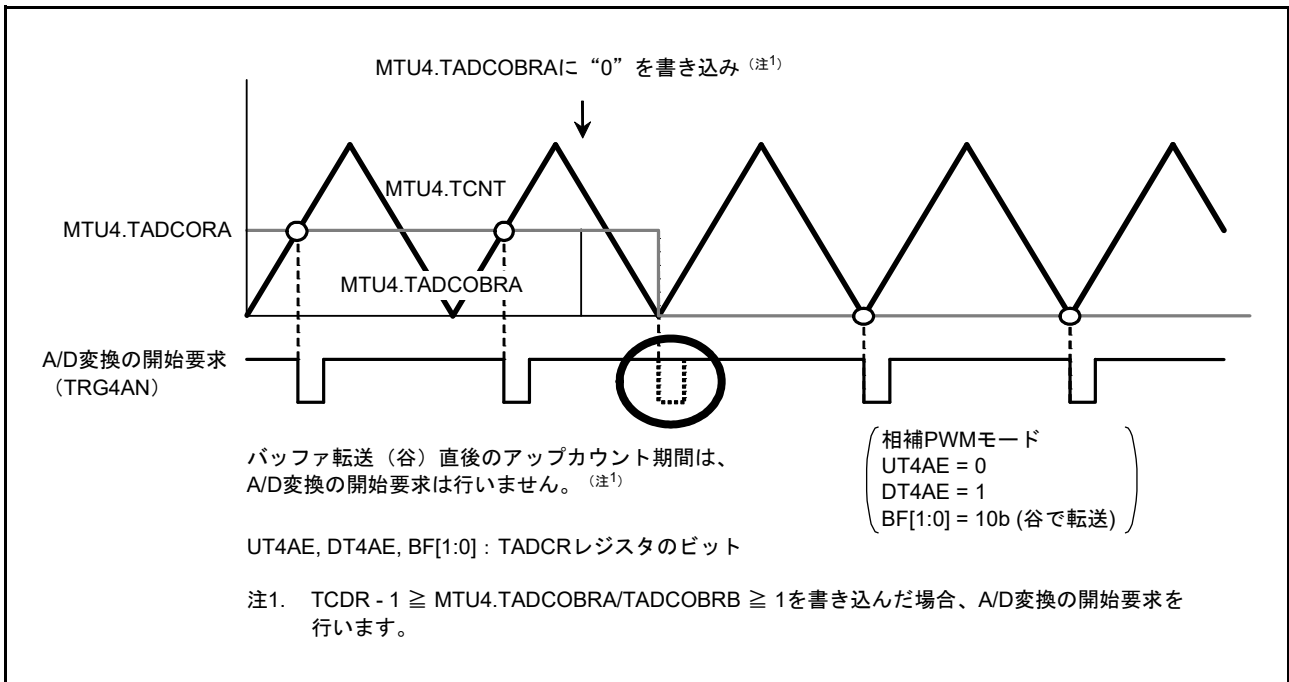 MTU4.TADCOBRAに“0”を書き込み（注1）
MTU4.TCNT
MTU4.TADCORA
MTU4.TADCOBRA
A/D変換の開始要求
（TRG4AN）
バッファ転送（谷）直後のアップカウント期間は、
A/D変換の開始要求は行いません。（注1）
相補PWMモード
UT4AE = 0
DT4AE = 1
BF[1:0] = 10b (谷で転送)
UT4AE, DT4AE, BF[1:0] : TADCRレジスタのビット
注1. TCDR - 1 ≧ MTU4.TADCOBRA/TADCOBRB ≧ 1を書き込んだ場合、A/D変換の開始要求を
行います。